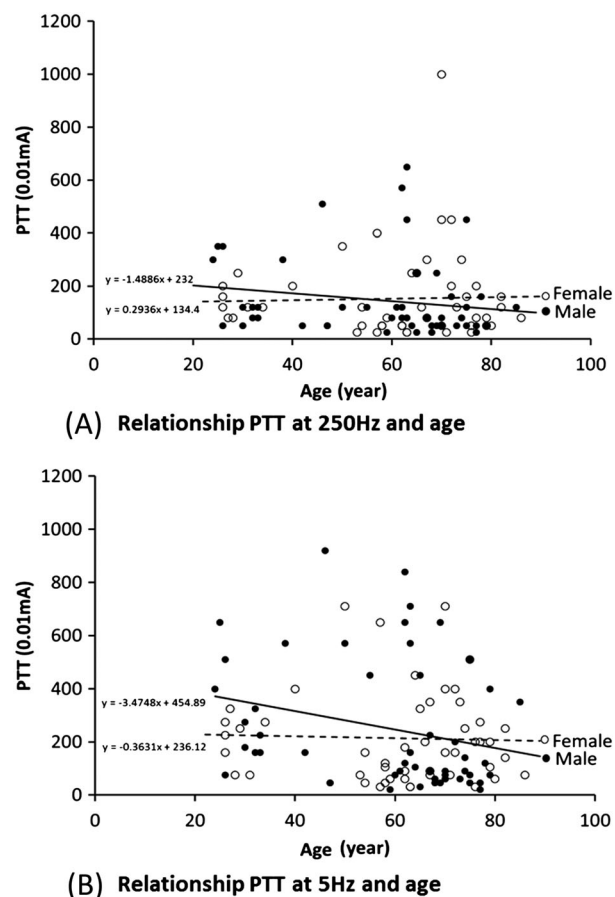 1200
1000
800
600
400
200
0
PTT (0.01mA)
y = -1.4886x + 232
y = 0.2936x + 134.4
Female
Male
0 20 40 60 80 100
Age (year)
(A) Relationship PTT at 250Hz and age
1200
1000
800
600
400
200
0
PTT (0.01mA)
y = -3.4748x + 454.89
y = -0.3631x + 236.12
Female
Male
0 20 40 60 80 100
Age (year)
(B) Relationship PTT at 5Hz and age